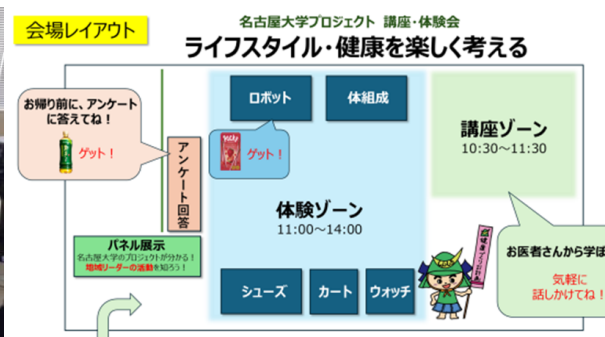 会場レイアウト
名古屋大学プロジェクト 講座・体験会
ライフスタイル・健康を楽しく考える
お帰り前に、アンケート
に答えてね！
ゲット！
アンケート回答
パネル展示
名古屋大学のプロジェクトが分かる！
地域リーダーの活動を知ろう！
ロボット
体組成
ゲット！
体験ゾーン
11:00～14:00
シューズ
カート
ウォッチ
講座ゾーン
10:30～11:30
お医者さんから学ぼ
気軽に
話しかけてね！